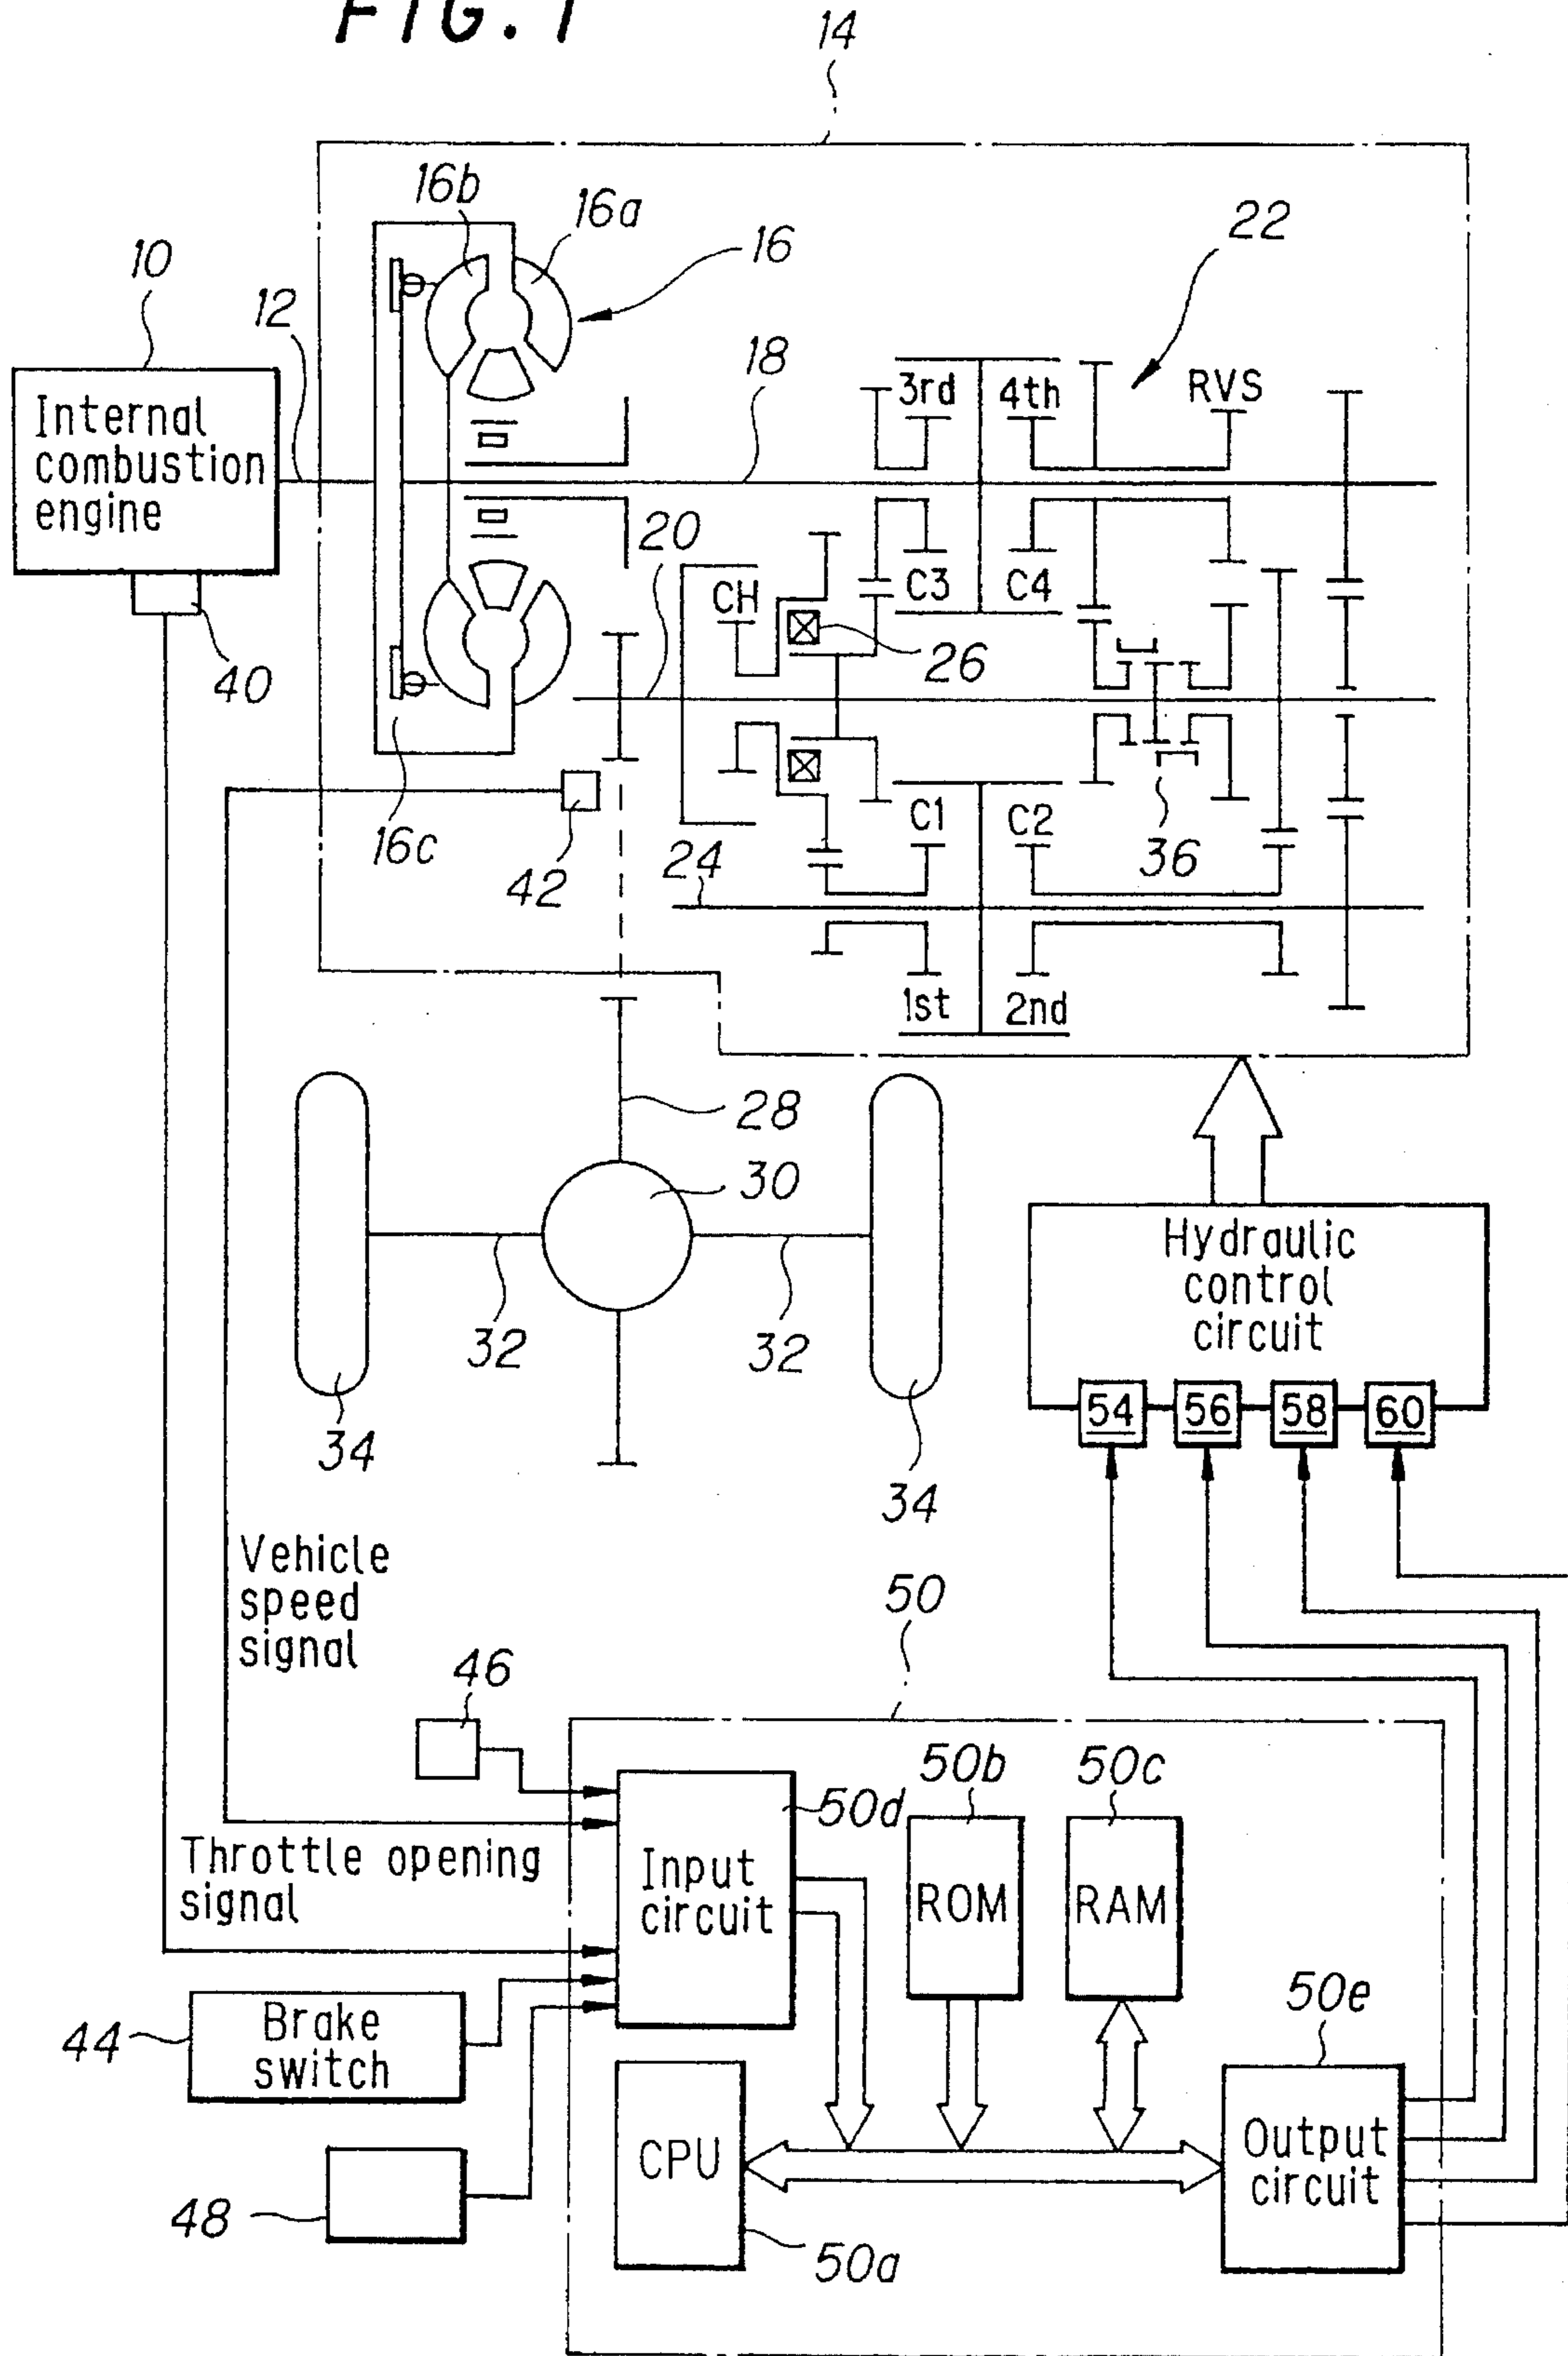 FIG. 1
14
16b
16a
16
22
10
12
18
3rd
4th
RVS
Internal
combustion
engine
20
CH
C3
C4
26
40
16c
42
C1
C2
24
36
1st
2nd
28
30
32
32
34
34
Hydraulic
control
circuit
54
56
58
60
Vehicle
speed
signal
50
46
50b
50c
50d
Throttle opening
signal
Input
circuit
ROM
RAM
50e
44
Brake
switch
CPU
Output
circuit
48
50a